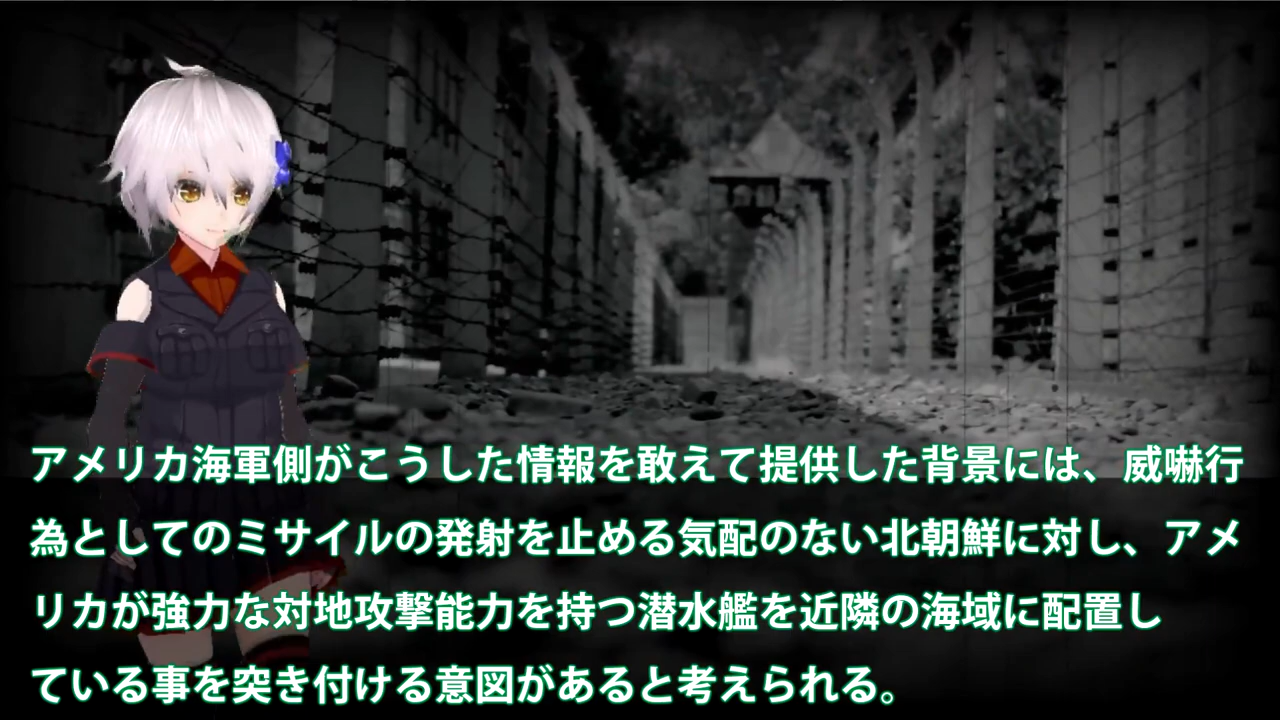 アメリカ海軍側がこうした情報を敢えて提供した背景には、威嚇行
為としてのミサイルの発射を止める気配のない北朝鮮に対し、アメ
リカが強力な対地攻撃能力を持つ潜水艦を近隣の海域に配置し
ている事を突き付ける意図があると考えられる。